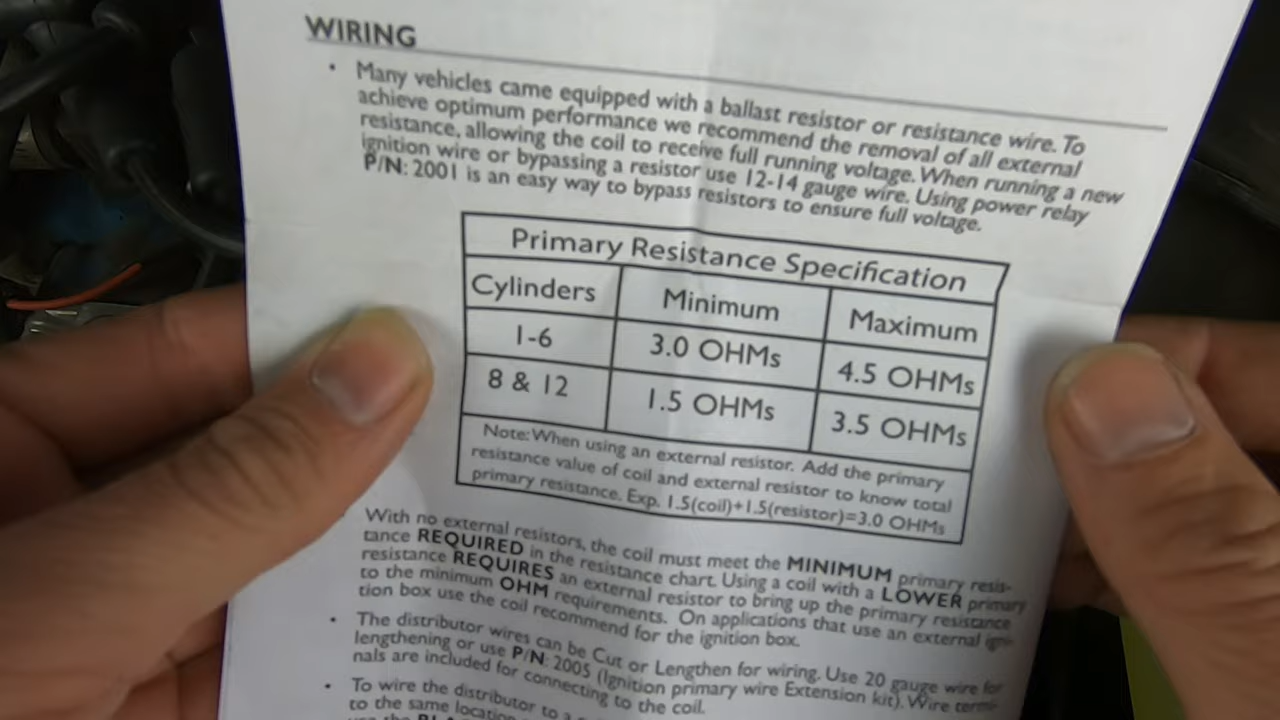 WIRING
• Many vehicles came equipped with a ballast resistor or resistance wire. To
achieve optimum performance we recommend the removal of all external
resistance, allowing the coil to receive full running voltage. When running a new
ignition wire or bypassing a resistor use 12-14 gauge wire. Using power relay
P/N: 2001 is an easy way to bypass resistors to ensure full voltage.
Primary Resistance Specification
Cylinders Minimum Maximum
1-6 3.0 OHMs 4.5 OHMs
8 & 12 1.5 OHMs 3.5 OHMs
Note: When using an external resistor. Add the primary
resistance value of coil and external resistor to know total
primary resistance. Exp. 1.5(coil)+1.5(resistor)=3.0 OHMs
With no external resistors, the coil must meet the MINIMUM primary resis-
tance REQUIRED in the resistance chart. Using a coil with a LOWER primary
resistance REQUIRES an external resistor to bring up the primary resistance
to the minimum OHM requirements. On applications that use an external igni-
tion box use the coil recommend for the ignition box.
• The distributor wires can be Cut or Lengthen for wiring. Use 20 gauge wire for
lengthening or use P/N: 2005 (Ignition primary wire Extension kit). Wire termi-
nals are included for connecting to the coil.
• To wire the distributor to a
to the same location
use the